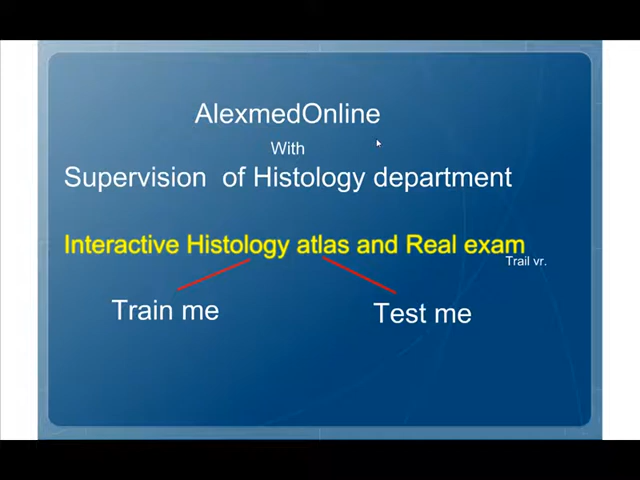 AlexmedOnline
With
Supervision of Histology department
Interactive Histology atlas and Real exam
Trail vr.
Train me
Test me